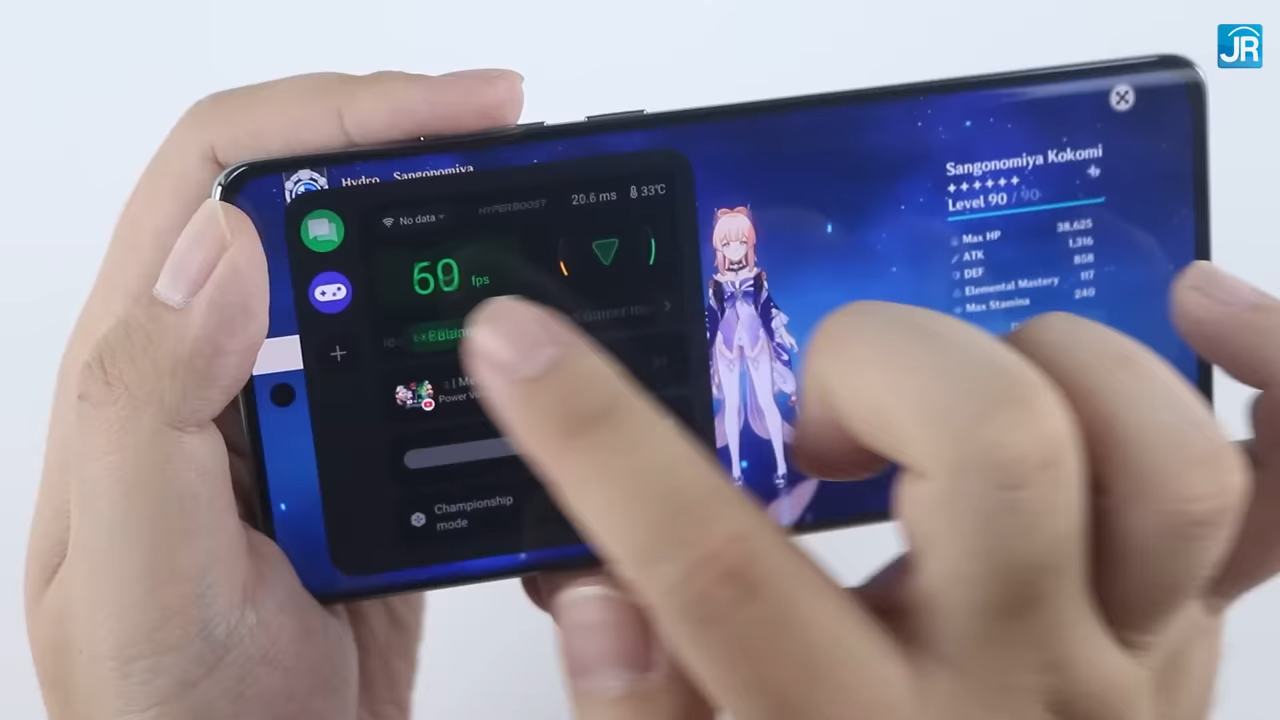 JR
Hydro Sangonomiya
No data
HYPERBOOST
20.6 ms
33°C
60 fps
Power
Championship
mode
Sangonomiya Kokomi
Level 90 / 90
Max HP 38,625
ATK 1,316
DEF 858
Elemental Mastery 117
Max Stamina 240